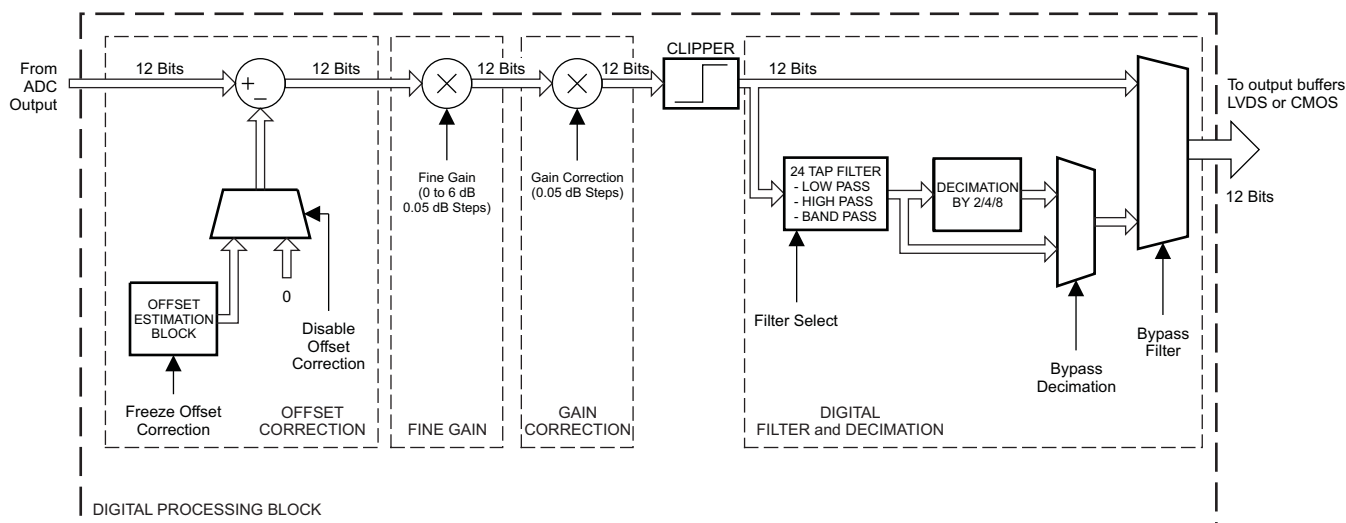 From
ADC
Output
12 Bits
+
–
12 Bits
12 Bits
12 Bits
CLIPPER
12 Bits
To output buffers
LVDS or CMOS
12 Bits
Fine Gain
(0 to 6 dB
0.05 dB Steps)
Gain Correction
(0.05 dB Steps)
24 TAP FILTER
- LOW PASS
- HIGH PASS
- BAND PASS
DECIMATION
BY 2/4/8
0
OFFSET
ESTIMATION
BLOCK
Disable
Offset
Correction
Filter Select
Bypass
Filter
Bypass
Decimation
Freeze Offset
Correction
OFFSET
CORRECTION
FINE GAIN
GAIN
CORRECTION
DIGITAL
FILTER and DECIMATION
DIGITAL PROCESSING BLOCK